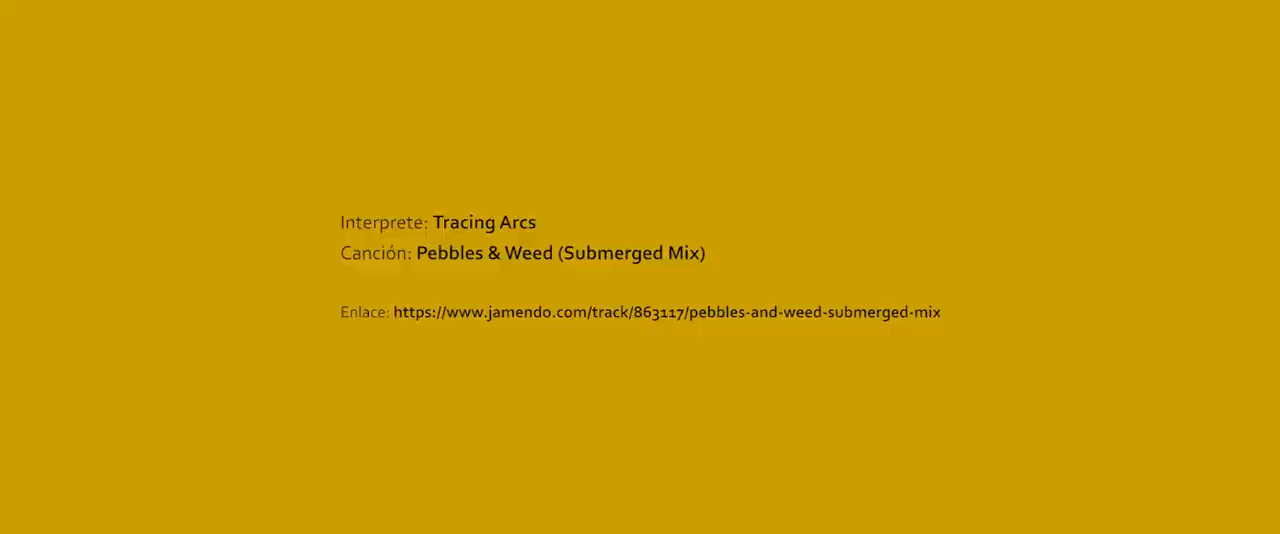 Interprete: Tracing Arcs
Canción: Pebbles & Weed (Submerged Mix)
Enlace: https://www.jamendo.com/track/863117/pebbles-and-weed-submerged-mix